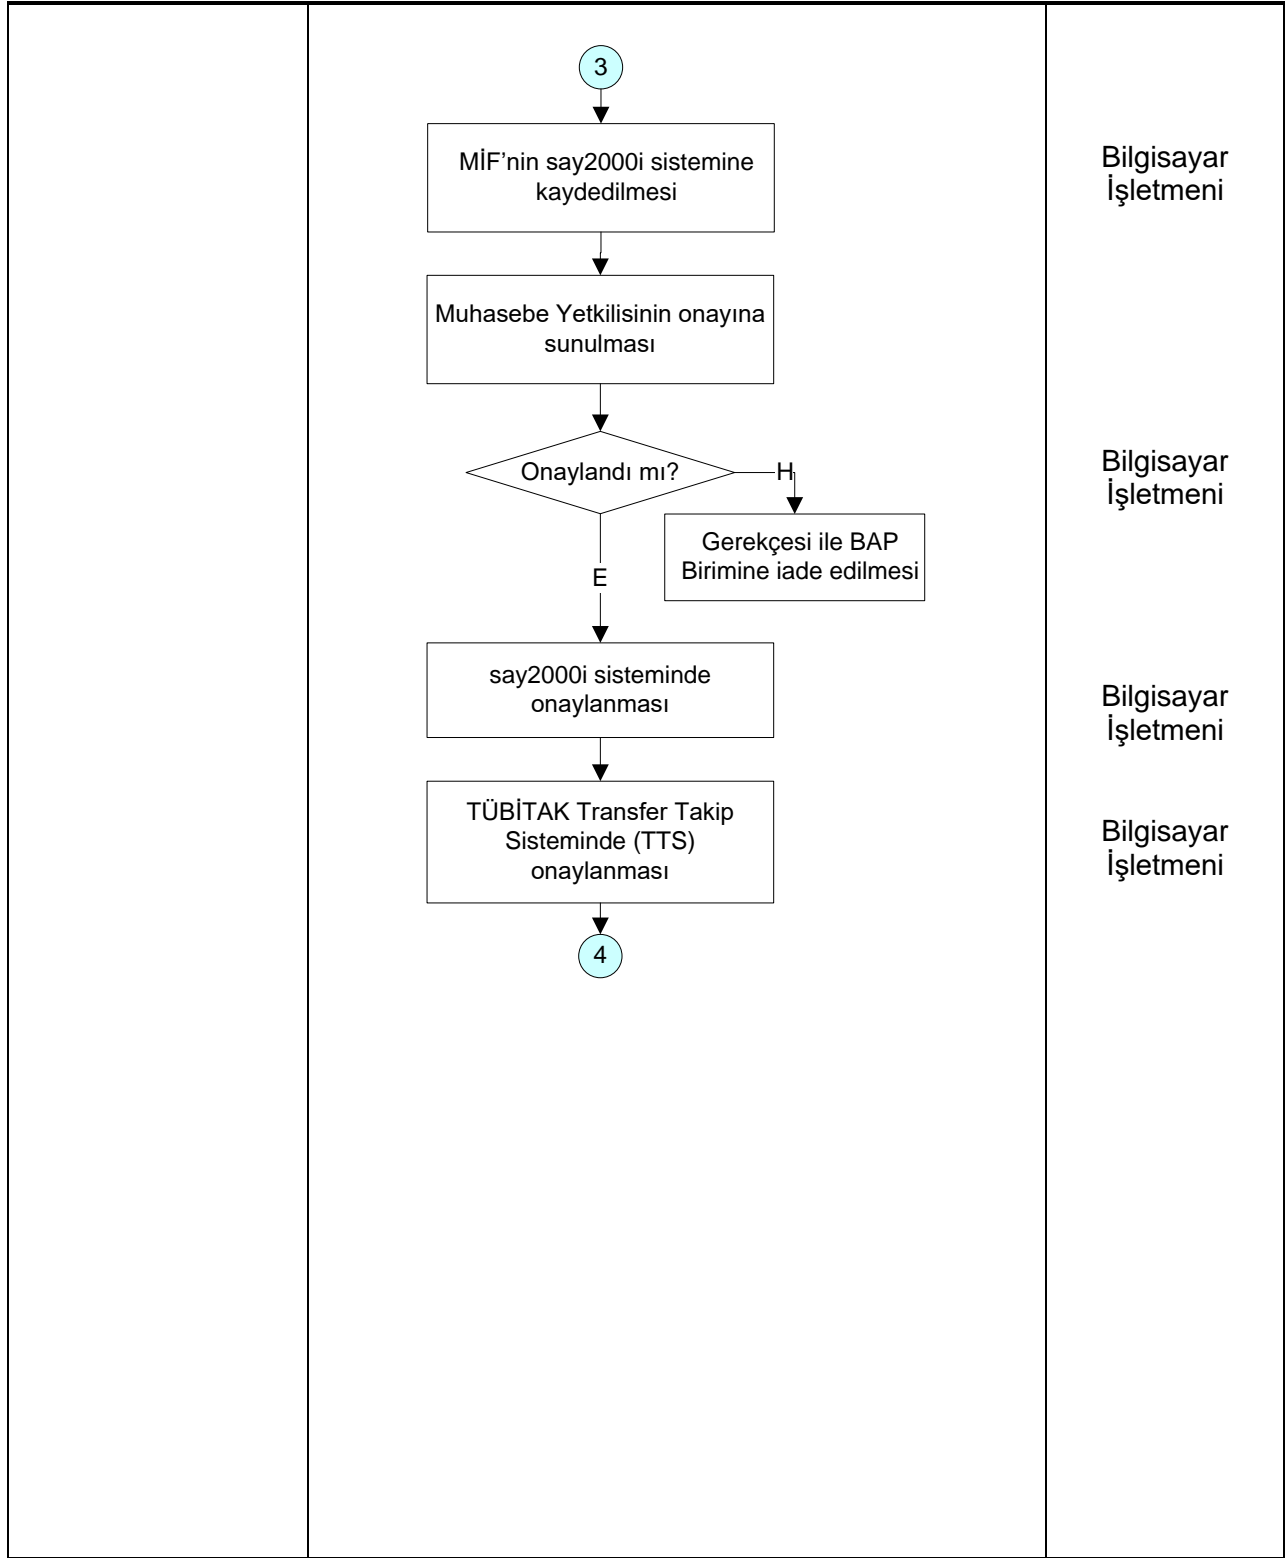 3
MİF’nin say2000i sistemine
kaydedilmesi
Bilgisayar
İşletmeni
Muhasebe Yetkilisinin onayına
sunulması
Onaylandı mı?
H
Bilgisayar
İşletmeni
Gerekçesi ile BAP
Birimine iade edilmesi
E
say2000i sisteminde
onaylanması
Bilgisayar
İşletmeni
TÜBİTAK Transfer Takip
Sisteminde (TTS)
onaylanması
Bilgisayar
İşletmeni
4